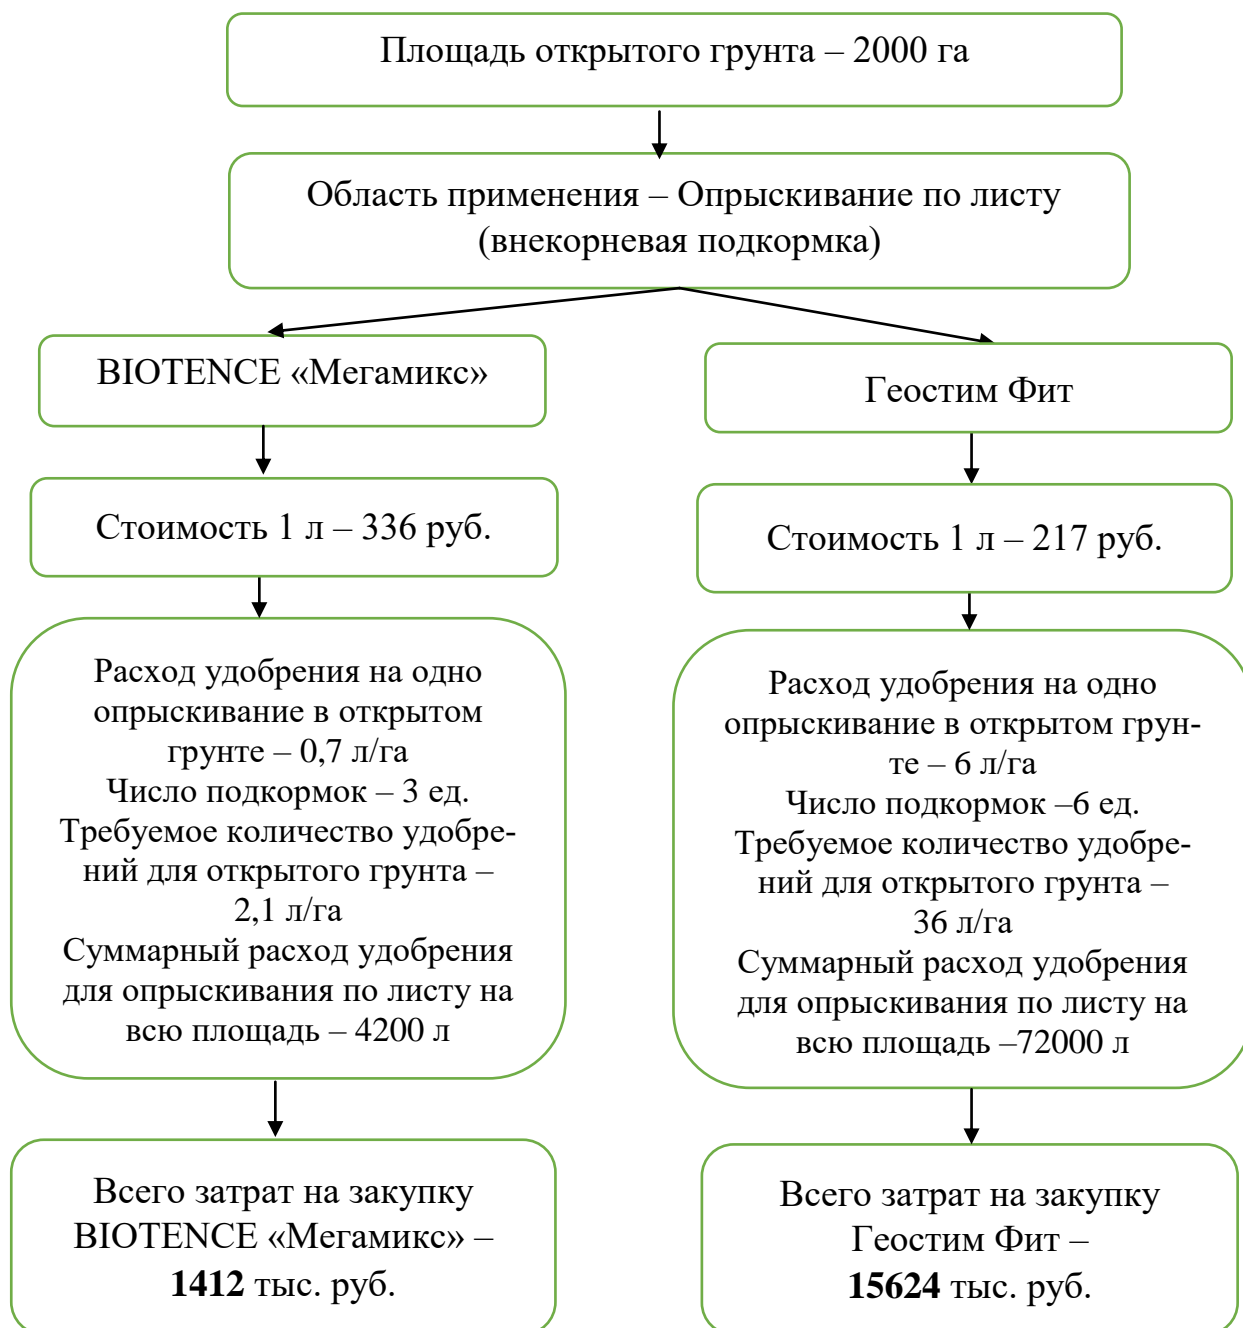 Площадь открытого грунта – 2000 га
Область применения – Опрыскивание по листу
(внекорневая подкормка)
BIOTENCE «Мегамикс»
Стоимость 1 л – 336 руб.
Расход удобрения на одно
опрыскивание в открытом
грунте – 0,7 л/га
Число подкормок – 3 ед.
Требуемое количество удобре-
ний для открытого грунта –
2,1 л/га
Суммарный расход удобрения
для опрыскивания по листу на
всю площадь – 4200 л
Всего затрат на закупку
BIOTENCE «Мегамикс» –
1412 тыс. руб.
Геостим Фит
Стоимость 1 л – 217 руб.
Расход удобрения на одно
опрыскивание в открытом грун-
те – 6 л/га
Число подкормок –6 ед.
Требуемое количество удобре-
ний для открытого грунта –
36 л/га
Суммарный расход удобрения
для опрыскивания по листу на
всю площадь –72000 л
Всего затрат на закупку
Геостим Фит –
15624 тыс. руб.